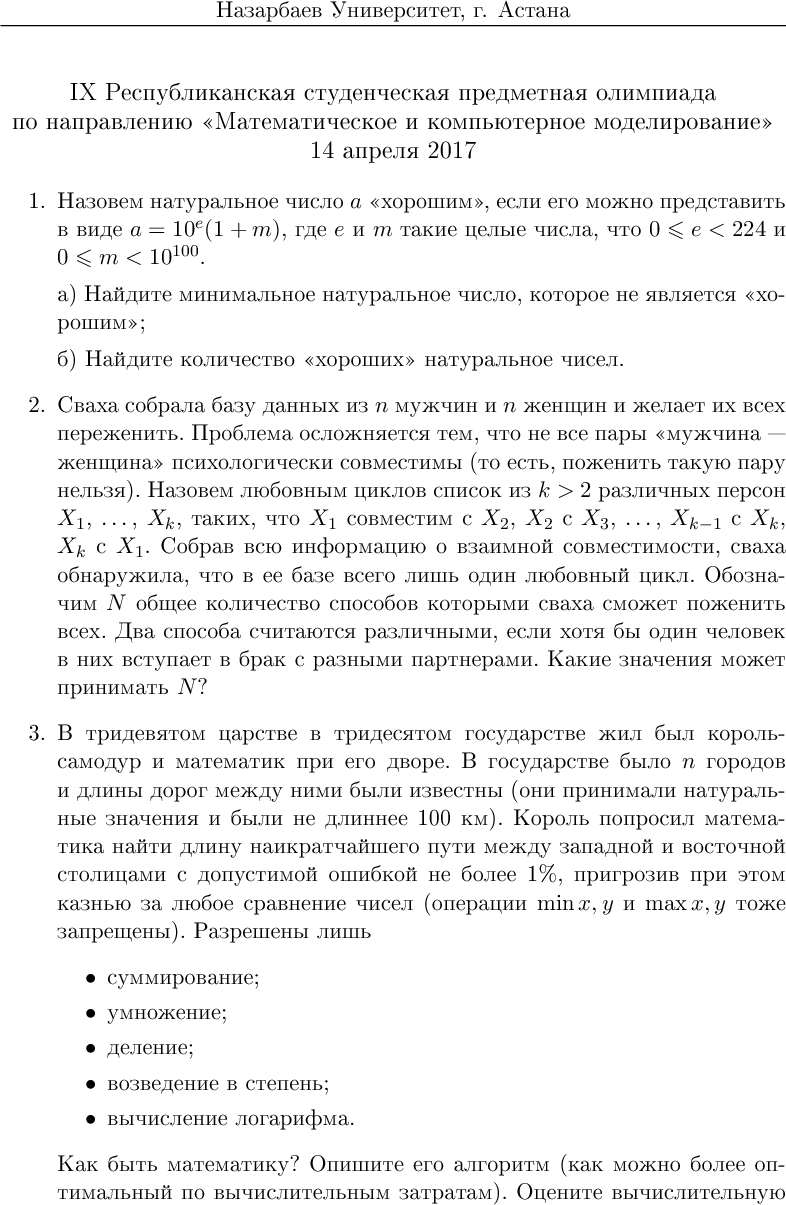 Назарбаев Университет, г. Астана
IX Республиканская студенческая предметная олимпиада
по направлению «Математическое и компьютерное моделирование»
14 апреля 2017
1. Назовем натуральное число a «хорошим», если его можно представить
в виде a = 10^e(1 + m), где e и m такие целые числа, что 0 ⩽ e < 224 и
0 ⩽ m < 10^100.
а) Найдите минимальное натуральное число, которое не является «хо-
рошим»;
б) Найдите количество «хороших» натуральное чисел.
2. Сваха собрала базу данных из n мужчин и n женщин и желает их всех
переженить. Проблема осложняется тем, что не все пары «мужчина —
женщина» психологически совместимы (то есть, поженить такую пару
нельзя). Назовем любовным циклов список из k > 2 различных персон
X_1, ..., X_k, таких, что X_1 совместим с X_2, X_2 с X_3, ..., X_{k−1} с X_k,
X_k с X_1. Собрав всю информацию о взаимной совместимости, сваха
обнаружила, что в ее базе всего лишь один любовный цикл. Обозна-
чим N общее количество способов которыми сваха сможет поженить
всех. Два способа считаются различными, если хотя бы один человек
в них вступает в брак с разными партнерами. Какие значения может
принимать N?
3. В тридевятом царстве в тридесятом государстве жил был король-
самодур и математик при его дворе. В государстве было n городов
и длины дорог между ними были известны (они принимали натураль-
ные значения и были не длиннее 100 км). Король попросил матема-
тика найти длину наикратчайшего пути между западной и восточной
столицами с допустимой ошибкой не более 1%, пригрозив при этом
казнью за любое сравнение чисел (операции min x, y и max x, y тоже
запрещены). Разрешены лишь
• суммирование;
• умножение;
• деление;
• возведение в степень;
• вычисление логарифма.
Как быть математику? Опишите его алгоритм (как можно более оп-
тимальный по вычислительным затратам). Оцените вычислительную